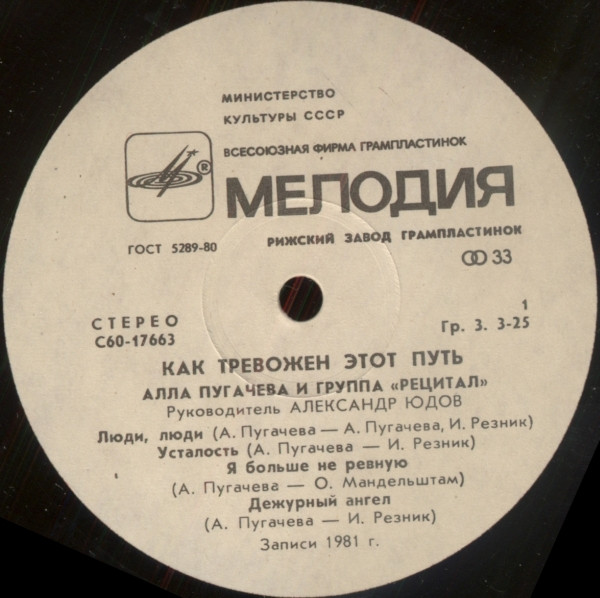 МИНИСТЕРСТВО
КУЛЬТУРЫ СССР
ВСЕСОЮЗНАЯ ФИРМА ГРАМПЛАСТИНОК
®
МЕЛОДИЯ
ГОСТ 5289-80
РИЖСКИЙ ЗАВОД ГРАМПЛАСТИНОК
33
СТЕРЕО
С60-17663
1
Гр. 3. 3-25
КАК ТРЕВОЖЕН ЭТОТ ПУТЬ
АЛЛА ПУГАЧЕВА И ГРУППА «РЕЦИТАЛ»
Руководитель АЛЕКСАНДР ЮДОВ
Люди, люди (А. Пугачева — А. Пугачева, И. Резник)
Усталость (А. Пугачева — И. Резник)
Я больше не ревную
(А. Пугачева — О. Мандельштам)
Дежурный ангел
(А. Пугачева — И. Резник)
Записи 1981 г.